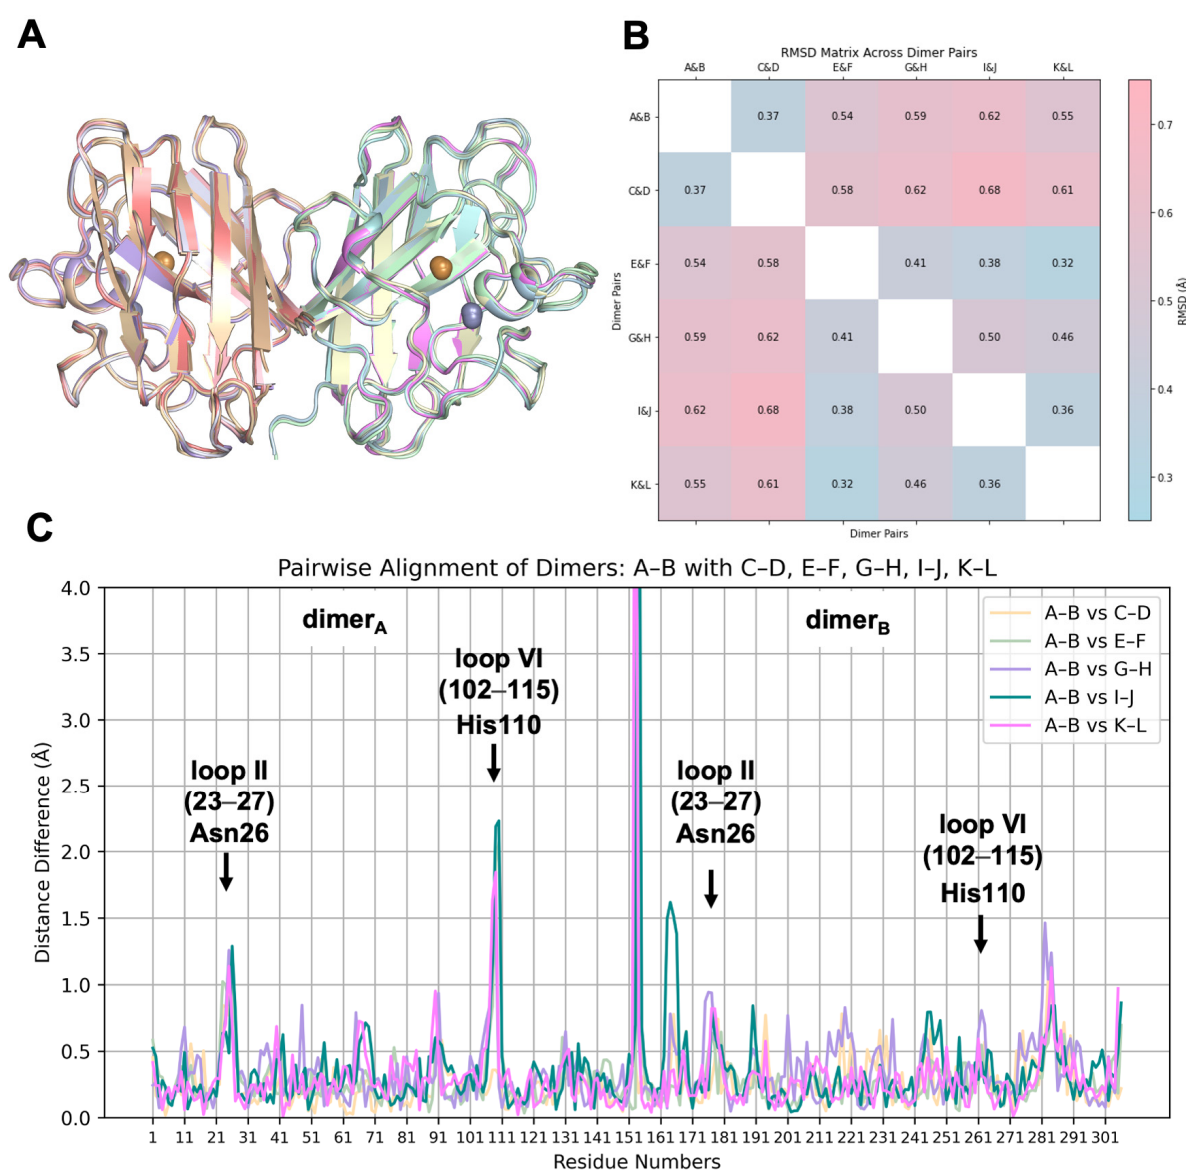 A
B
RMSD Matrix Across Dimer Pairs
A&B C&D E&F G&H I&J K&L
A&B 0.37 0.54 0.59 0.62 0.55
C&D 0.37 0.58 0.62 0.68 0.61
E&F 0.54 0.58 0.41 0.38 0.32
G&H 0.59 0.62 0.41 0.50 0.46
I&J 0.62 0.68 0.38 0.50 0.36
K&L 0.55 0.61 0.32 0.46 0.36
Dimer Pairs
Dimer Pairs
0.7
0.6
0.5
0.4
0.3
RMSD (Å)
C
Pairwise Alignment of Dimers: A–B with C–D, E–F, G–H, I–J, K–L
4.0
3.5
3.0
2.5
2.0
1.5
1.0
0.5
0.0
Distance Difference (Å)
dimerA
dimerB
loop II
(23–27)
Asn26
loop VI
(102–115)
His110
loop II
(23–27)
Asn26
loop VI
(102–115)
His110
A–B vs C–D
A–B vs E–F
A–B vs G–H
A–B vs I–J
A–B vs K–L
1 11 21 31 41 51 61 71 81 91 101 111 121 131 141 151 161 171 181 191 201 211 221 231 241 251 261 271 281 291 301
Residue Numbers